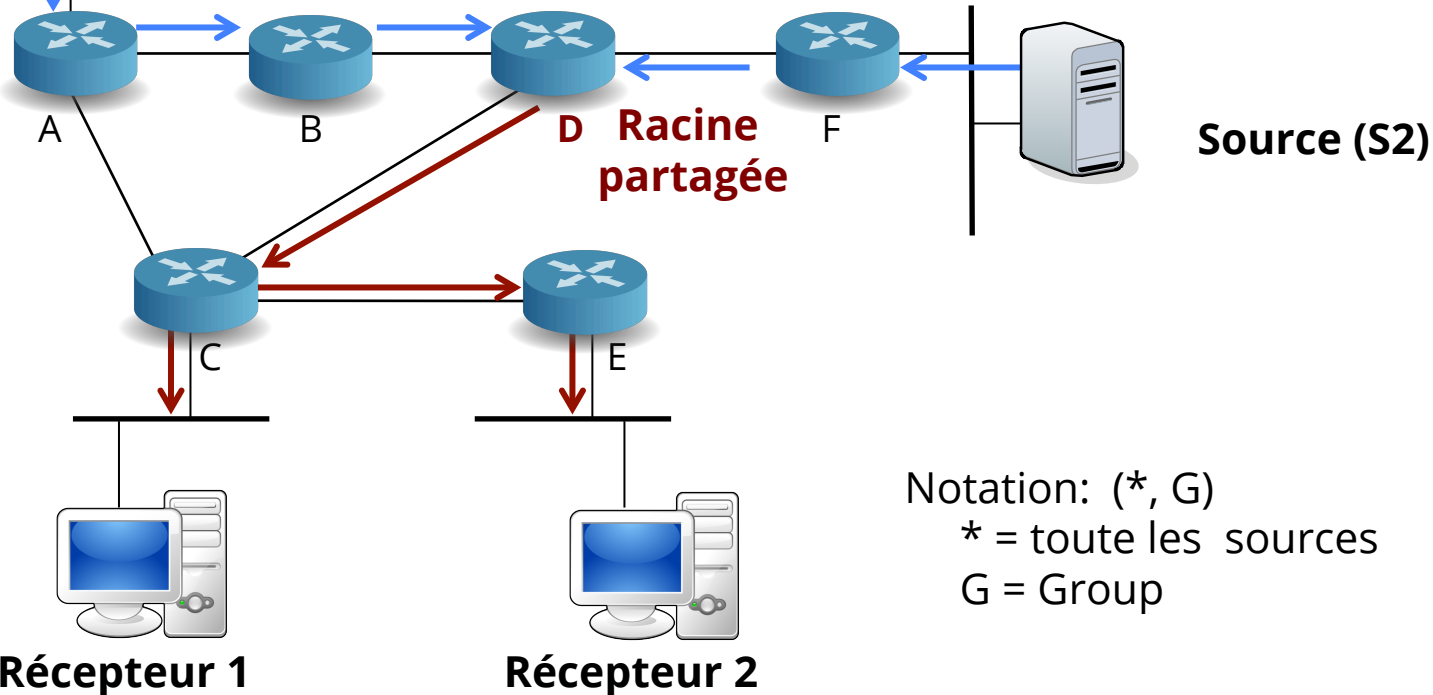 A
B
D Racine
partagée
F
Source (S2)
C
E
Notation: (*, G)
* = toute les sources
G = Group
Récepteur 1
Récepteur 2